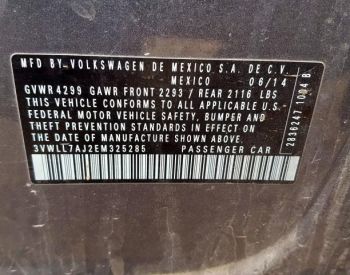 MFD BY VOLKSWAGEN DE MEXICO S.A. DE C.V.
MEXICO 06/14
GVWR 4299 GAWR FRONT 2293 / REAR 2116 LBS
THIS VEHICLE CONFORMS TO ALL APPLICABLE U.S.
FEDERAL MOTOR VEHICLE SAFETY, BUMPER AND
THEFT PREVENTION STANDARDS IN EFFECT ON THE
DATE OF MANUFACTURE SHOWN ABOVE.
3VWLL7AJ2EM325285 PASSENGER CAR
2836247 1004 B